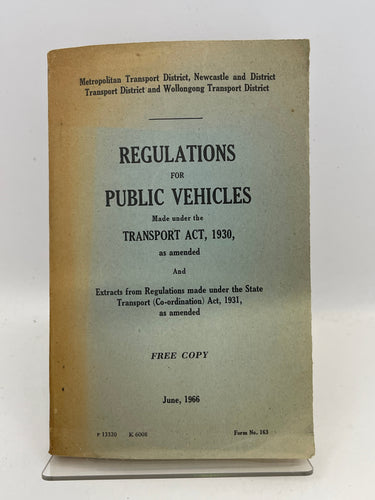 Metropolitan Transport District, Newcastle and District
Transport District and Wollongong Transport District
REGULATIONS
FOR
PUBLIC VEHICLES
Made under the
TRANSPORT ACT, 1930,
as amended
And
Extracts from Regulations made under the State
Transport (Co-ordination) Act, 1931,
as amended
FREE COPY
June, 1966
P 13320 K 6008 Form No. 163